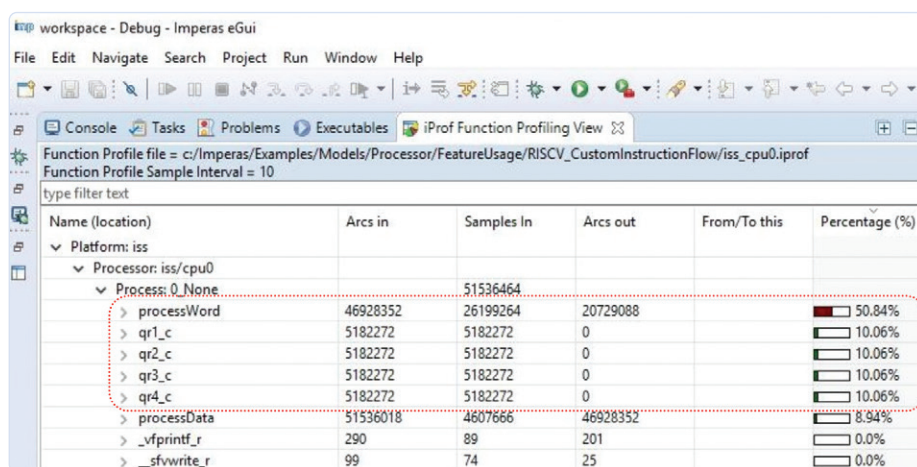 workspace - Debug - Imperas eGui
File Edit Navigate Search Project Run Window Help
Console Tasks Problems Executables iProf Function Profiling View
Function Profile file = c:/Imperas/Examples/Models/Processor/FeatureUsage/RISCV_CustomInstructionFlow/iss_cpu0.iprof
Function Profile Sample Interval = 10
type filter text
Name (location) Arcs in Samples In Arcs out From/To this Percentage (%)
Platform: iss
Processor: iss/cpu0
Process: 0_None 51536464
processWord 46928352 26199264 20729088 50.84%
qr1_c 5182272 5182272 0 10.06%
qr2_c 5182272 5182272 0 10.06%
qr3_c 5182272 5182272 0 10.06%
qr4_c 5182272 5182272 0 10.06%
processData 51536018 4607666 46928352 8.94%
_vfprintf_r 290 89 201 0.0%
__sfvwrite_r 99 74 25 0.0%